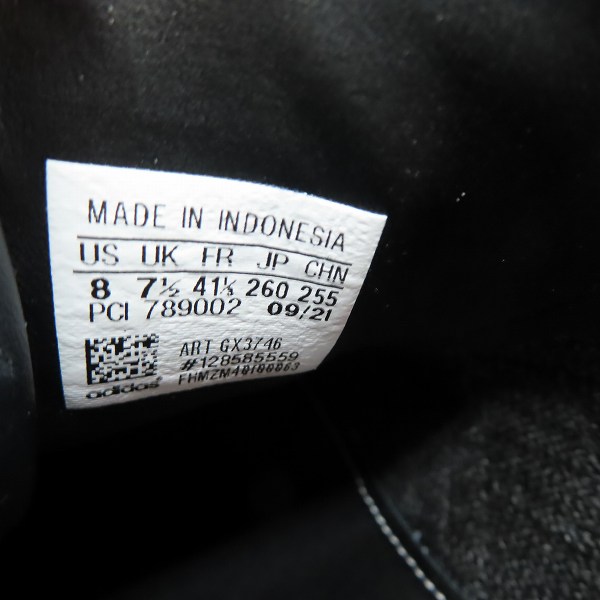 MADE IN INDONESIA
US UK FR JP CHN
8 7½ 41⅓ 260 255
PCI 789002 09/21
ART GX3746
#128585559
FHMZM40100063
adidas